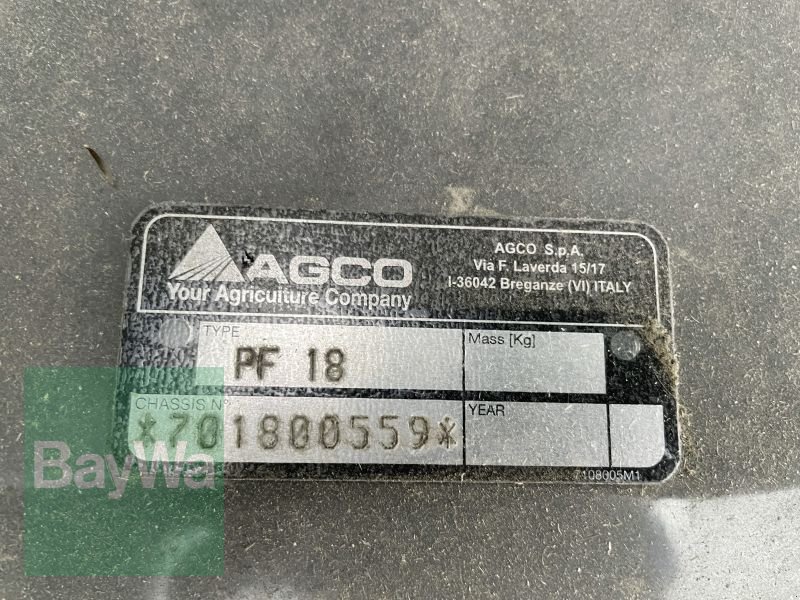 AGCO
Your Agriculture Company
AGCO S.p.A.
Via F. Laverda 15/17
I-36042 Breganze (VI) ITALY
TYPE
PF 18
Mass [Kg]
CHASSIS N°
*701800559*
YEAR
108005M1
BayWa